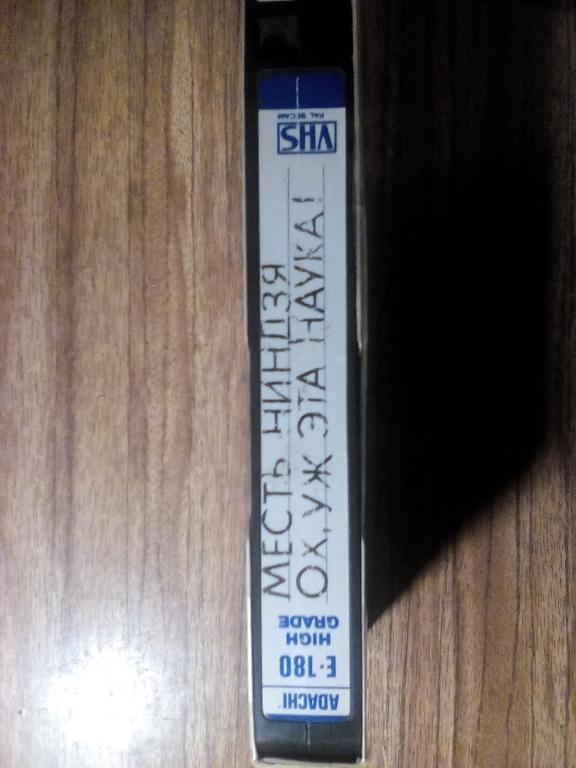 МЕСТЬ НИНДЗЯ
ОХ, УЖ ЭТА НАУКА!
VHS
PAL SECAM
HIGH
GRADE
E-180
ADACHI